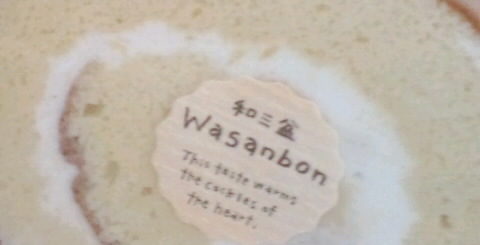 和三盆
Wasanbon
This taste warms
the cockles of
the heart.